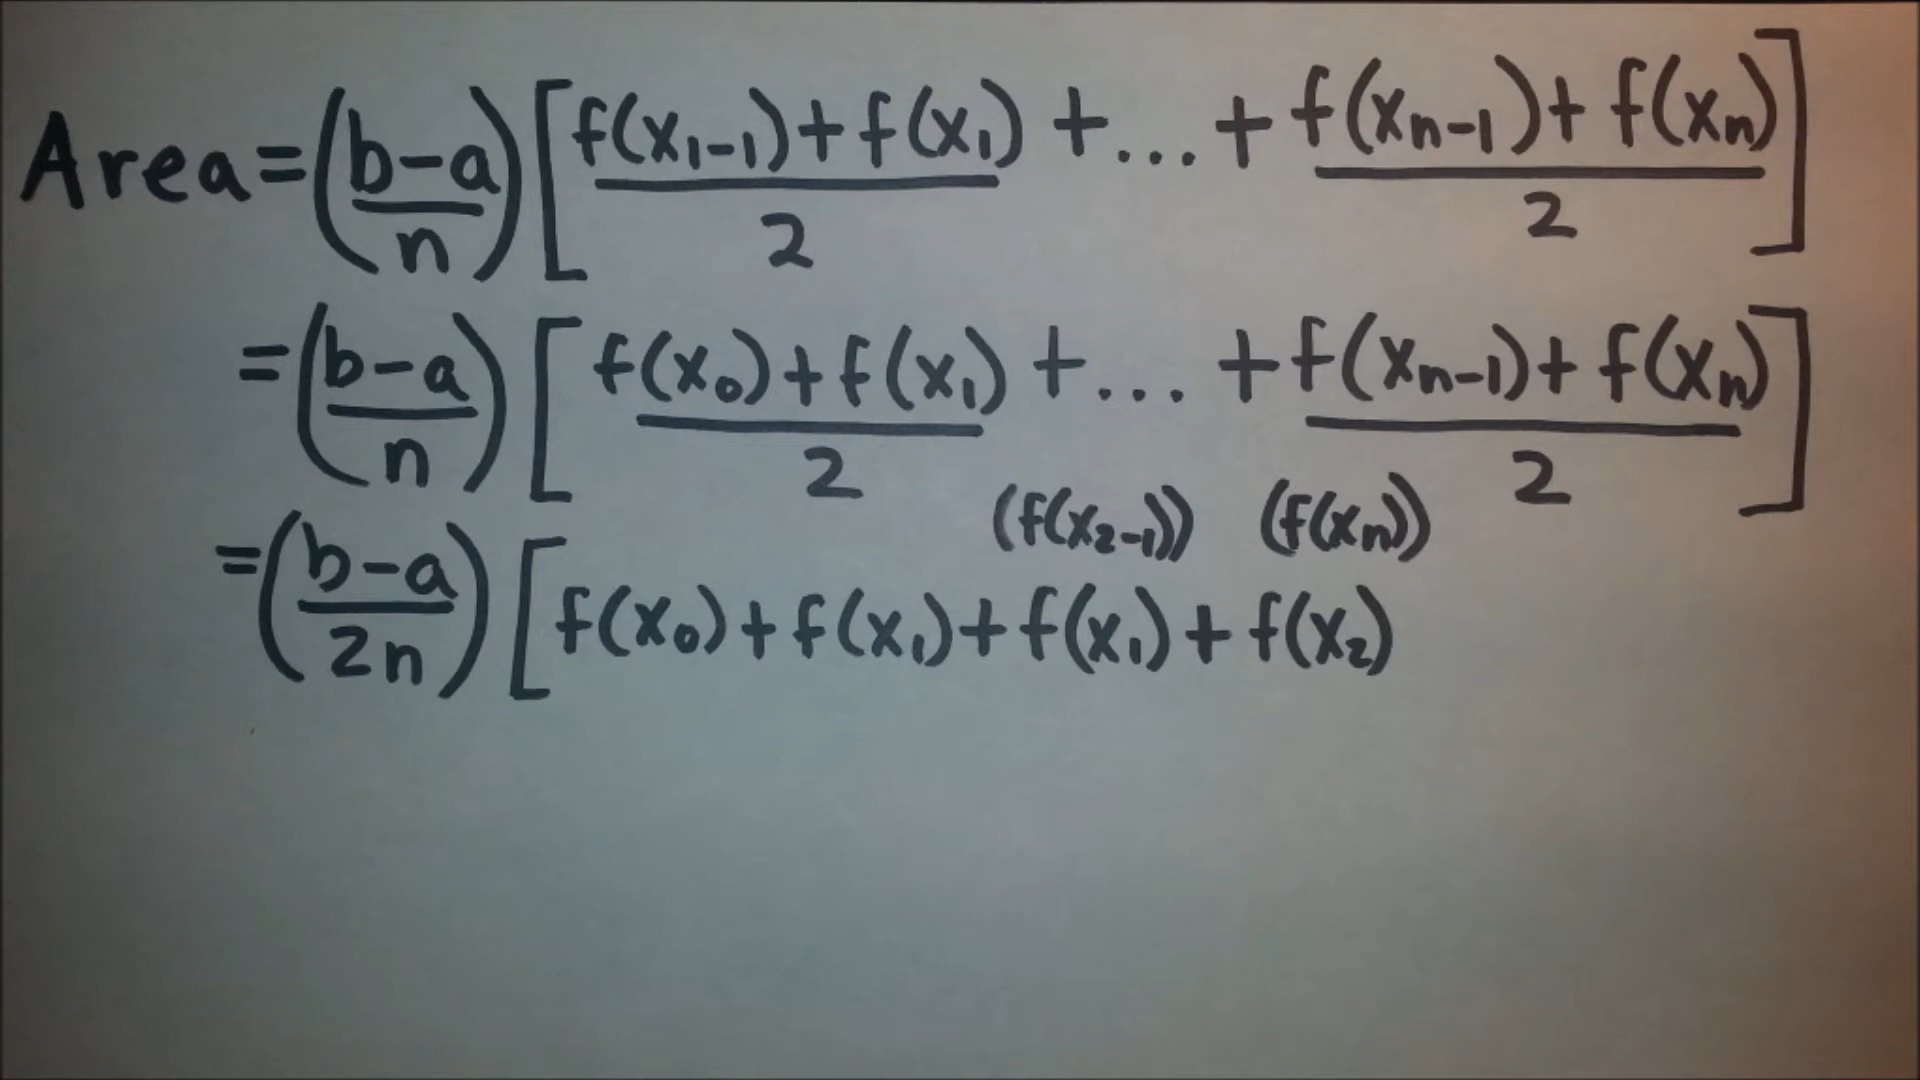 Area = (b-a/n) [f(x₁₋₁)+f(x₁)/2 +...+ f(xₙ₋₁)+f(xₙ)/2]
= (b-a/n) [f(x₀)+f(x₁)/2 +... +f(xₙ₋₁)+f(xₙ)/2]
(f(x₂₋₁)) (f(xₙ))
= (b-a/2n) [f(x₀)+f(x₁)+f(x₁)+f(x₂)